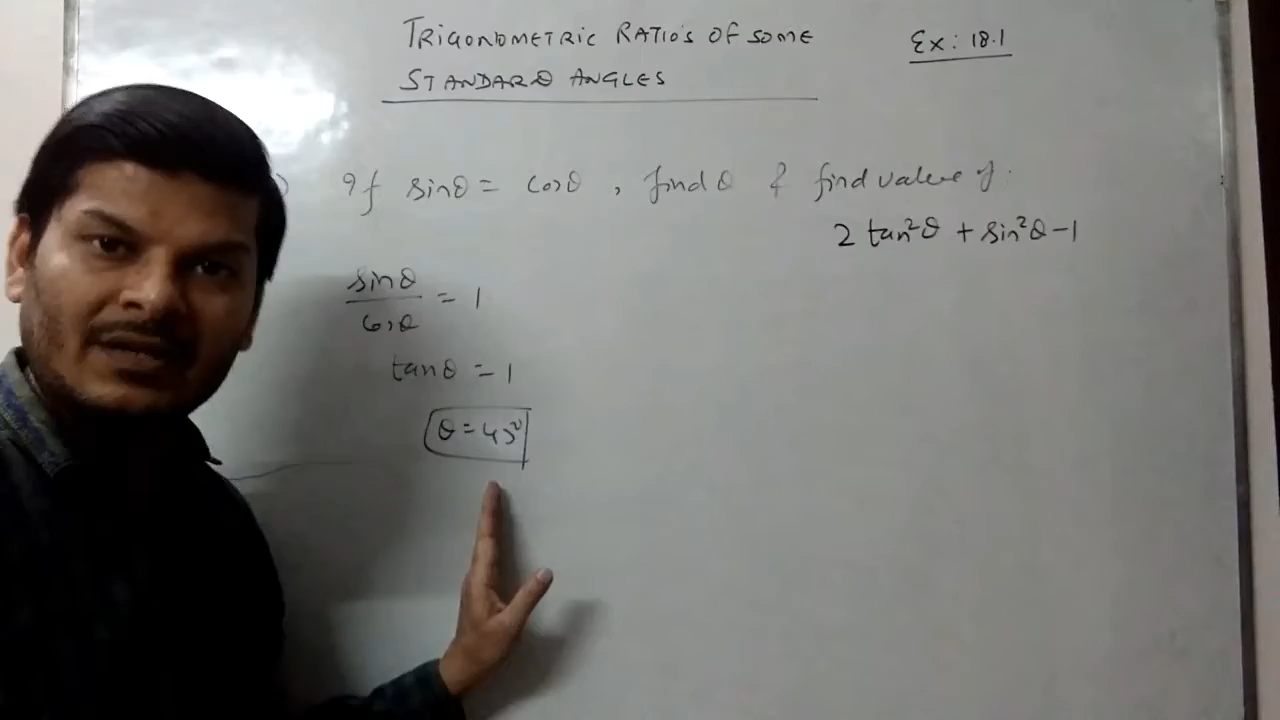 TRIGONOMETRIC RATIO'S OF SOME
STANDARD ANGLES
Ex: 18.1
) If sinθ = cosθ , find θ & find value of :
2 tan²θ + sin²θ - 1
sinθ
cosθ = 1
tanθ = 1
θ = 45°